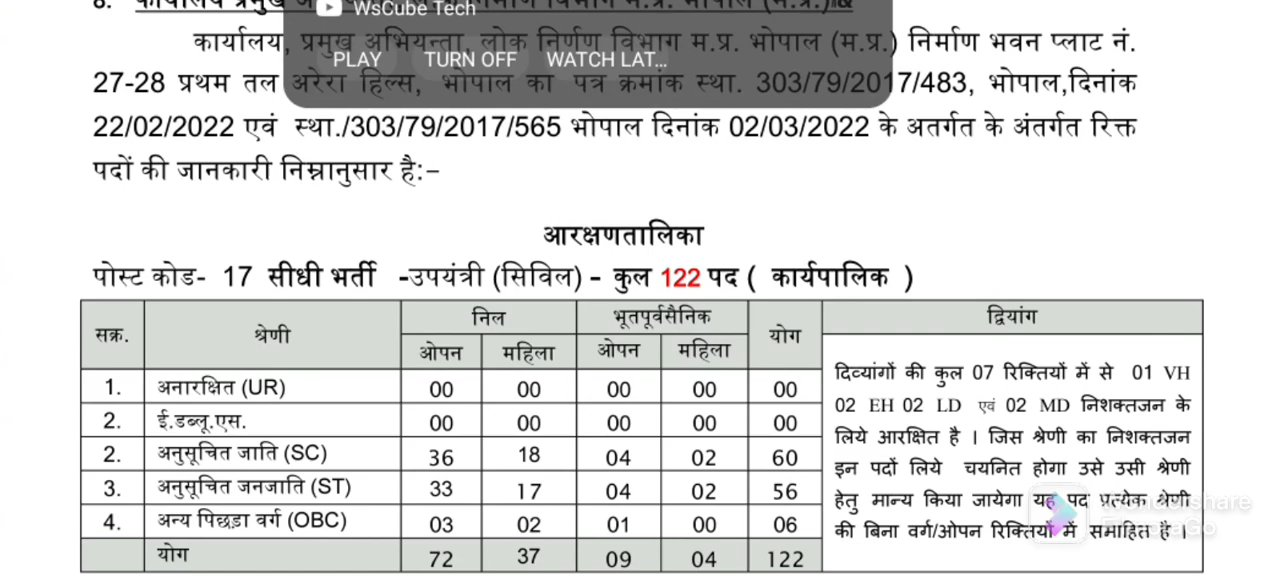 WsCube Tech
PLAY TURN OFF WATCH LAT...
कार्यालय, प्रमुख अभियन्ता, लोक निर्णण विभाग म.प्र. भोपाल (म.प्र.) निर्माण भवन प्लाट नं.
27-28 प्रथम तल अरेरा हिल्स, भोपाल का पत्र क्रमांक स्था. 303/79/2017/483, भोपाल,दिनांक
22/02/2022 एवं स्था./303/79/2017/565 भोपाल दिनांक 02/03/2022 के अतर्गत के अंतर्गत रिक्त
पदों की जानकारी निम्नानुसार है:-
आरक्षणतालिका
पोस्ट कोड- 17 सीधी भर्ती -उपयंत्री (सिविल) - कुल 122 पद ( कार्यपालिक )
सक्र. श्रेणी निल भूतपूर्वसैनिक योग द्वियांग
ओपन महिला ओपन महिला
1. अनारक्षित (UR) 00 00 00 00 00
2. ई.डब्लू.एस. 00 00 00 00 00
2. अनुसूचित जाति (SC) 36 18 04 02 60
3. अनुसूचित जनजाति (ST) 33 17 04 02 56
4. अन्य पिछड़ा वर्ग (OBC) 03 02 01 00 06
योग 72 37 09 04 122
दिव्यांगों की कुल 07 रिक्तियों में से 01 VH
02 EH 02 LD एवं 02 MD निशक्तजन के
लिये आरक्षित है । जिस श्रेणी का निशक्तजन
इन पदों लिये चयनित होगा उसे उसी श्रेणी
हेतु मान्य किया जायेगा यह पद प्रत्येक श्रेणी
की बिना वर्ग/ओपन रिक्तियों में समाहित है ।